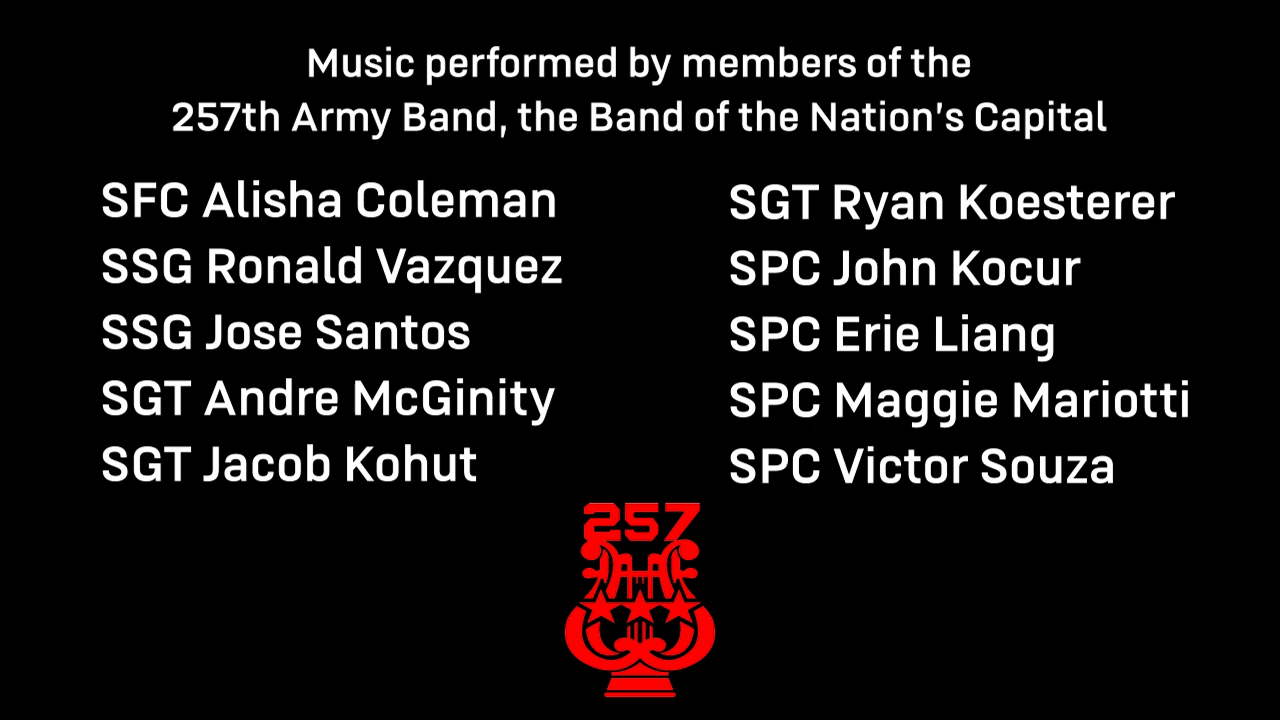 Music performed by members of the
257th Army Band, the Band of the Nation's Capital
SFC Alisha Coleman
SSG Ronald Vazquez
SSG Jose Santos
SGT Andre McGinity
SGT Jacob Kohut
SGT Ryan Koesterer
SPC John Kocur
SPC Erie Liang
SPC Maggie Mariotti
SPC Victor Souza
257